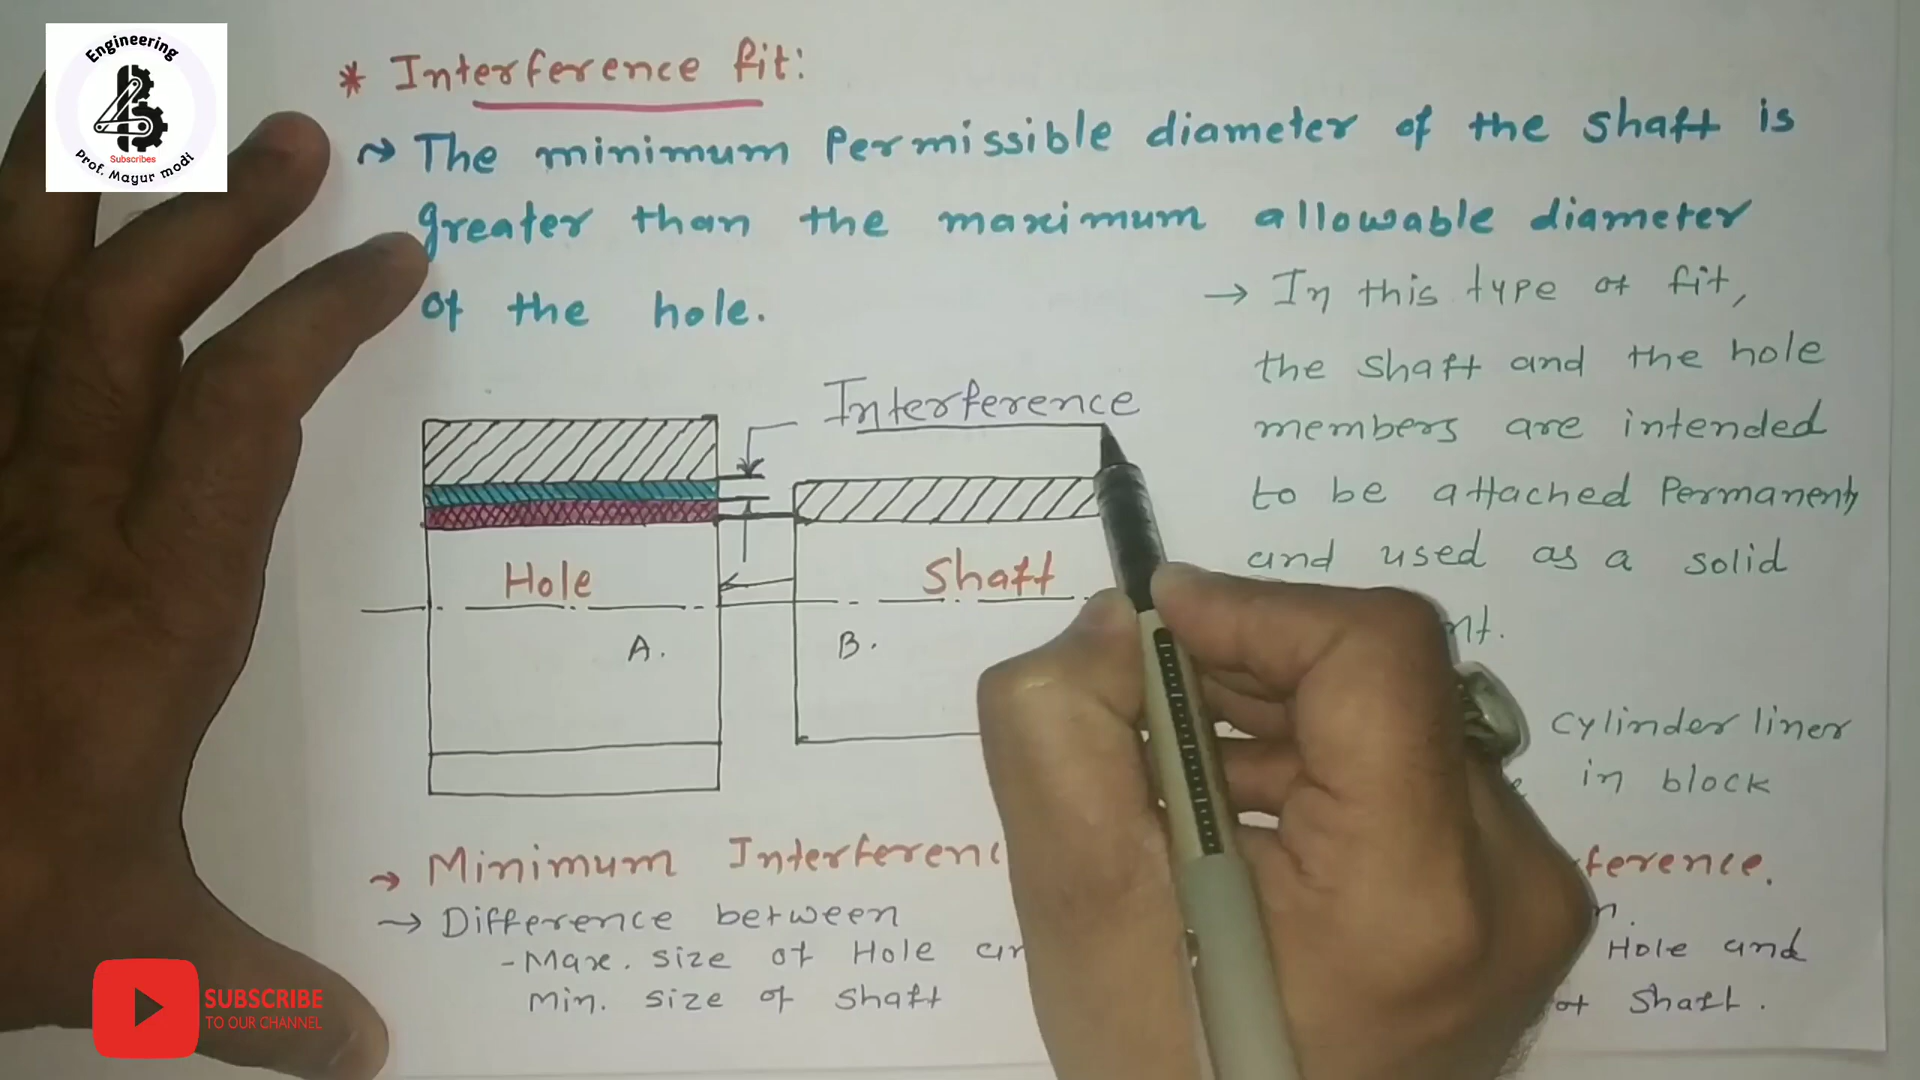 Engineering
Subscribes
Prof. Mayur modi
* Interference fit:
The minimum Permissible diameter of the shaft is
greater than the maximum allowable diameter
of the hole.
→ In this type of fit,
the shaft and the hole
members are intended
to be attached Permanently
and used as a solid
Interference
Hole
Shaft
A.
B.
cylinder liner
in block
→ Minimum Interferenc
ference.
→ Difference between
- Max. size of Hole
Hole and
Min. size of shaft
of shaft.
SUBSCRIBE
TO OUR CHANNEL